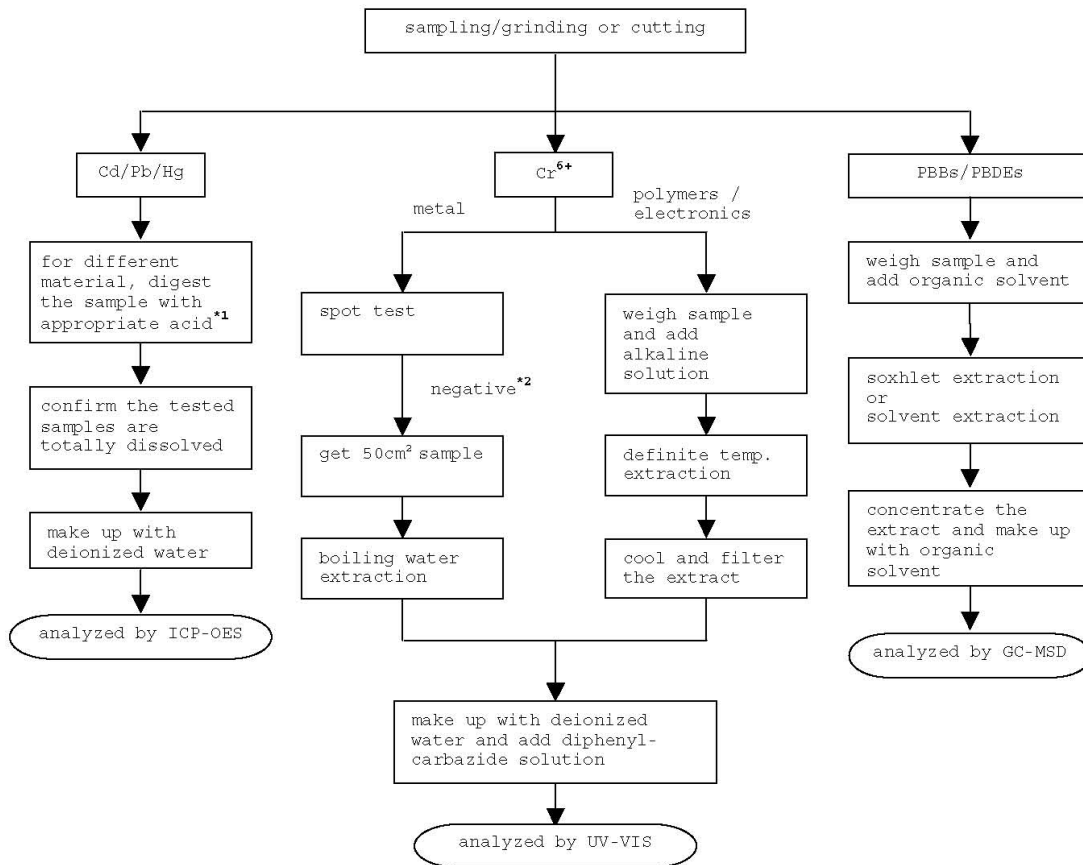 sampling/grinding or cutting
Cd/Pb/Hg
for different
material, digest
the sample with
appropriate acid*1
confirm the tested
samples are
totally dissolved
make up with
deionized water
analyzed by ICP-OES
Cr6+
metal
polymers /
electronics
spot test
negative*2
get 50cm² sample
boiling water
extraction
weigh sample
and add
alkaline
solution
definite temp.
extraction
cool and filter
the extract
make up with deionized
water and add diphenyl-
carbazide solution
analyzed by UV-VIS
PBBs/PBDEs
weigh sample and
add organic solvent
soxhlet extraction
or
solvent extraction
concentrate the
extract and make up
with organic
solvent
analyzed by GC-MSD